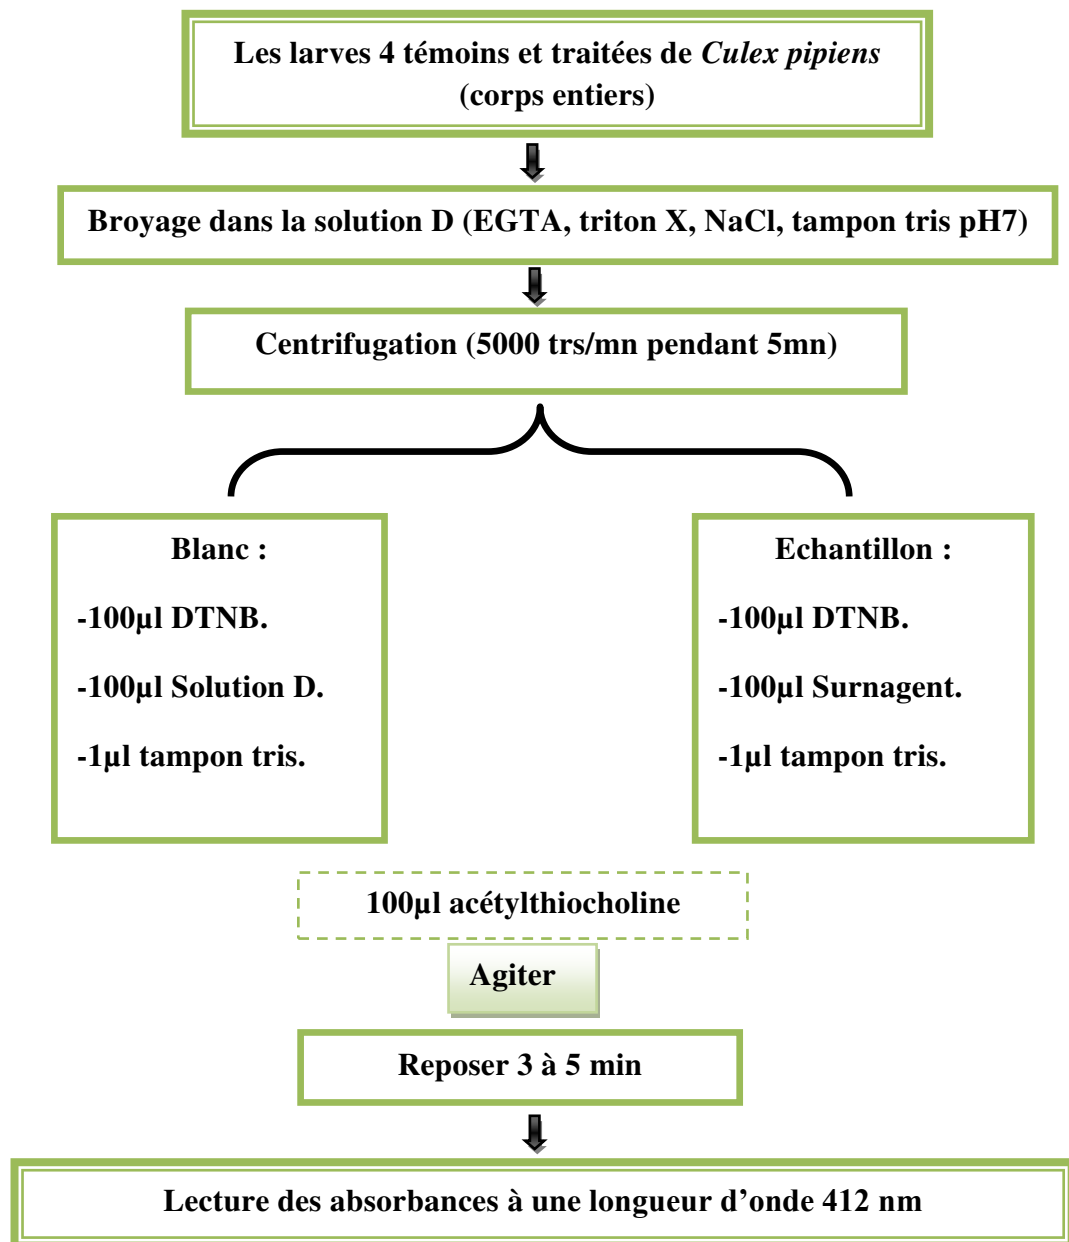 Les larves 4 témoins et traitées de Culex pipiens
(corps entiers)
Broyage dans la solution D (EGTA, triton X, NaCl, tampon tris pH7)
Centrifugation (5000 trs/mn pendant 5mn)
Blanc :
-100µl DTNB.
-100µl Solution D.
-1µl tampon tris.
Echantillon :
-100µl DTNB.
-100µl Surnagent.
-1µl tampon tris.
100µl acétylthiocholine
Agiter
Reposer 3 à 5 min
Lecture des absorbances à une longueur d’onde 412 nm